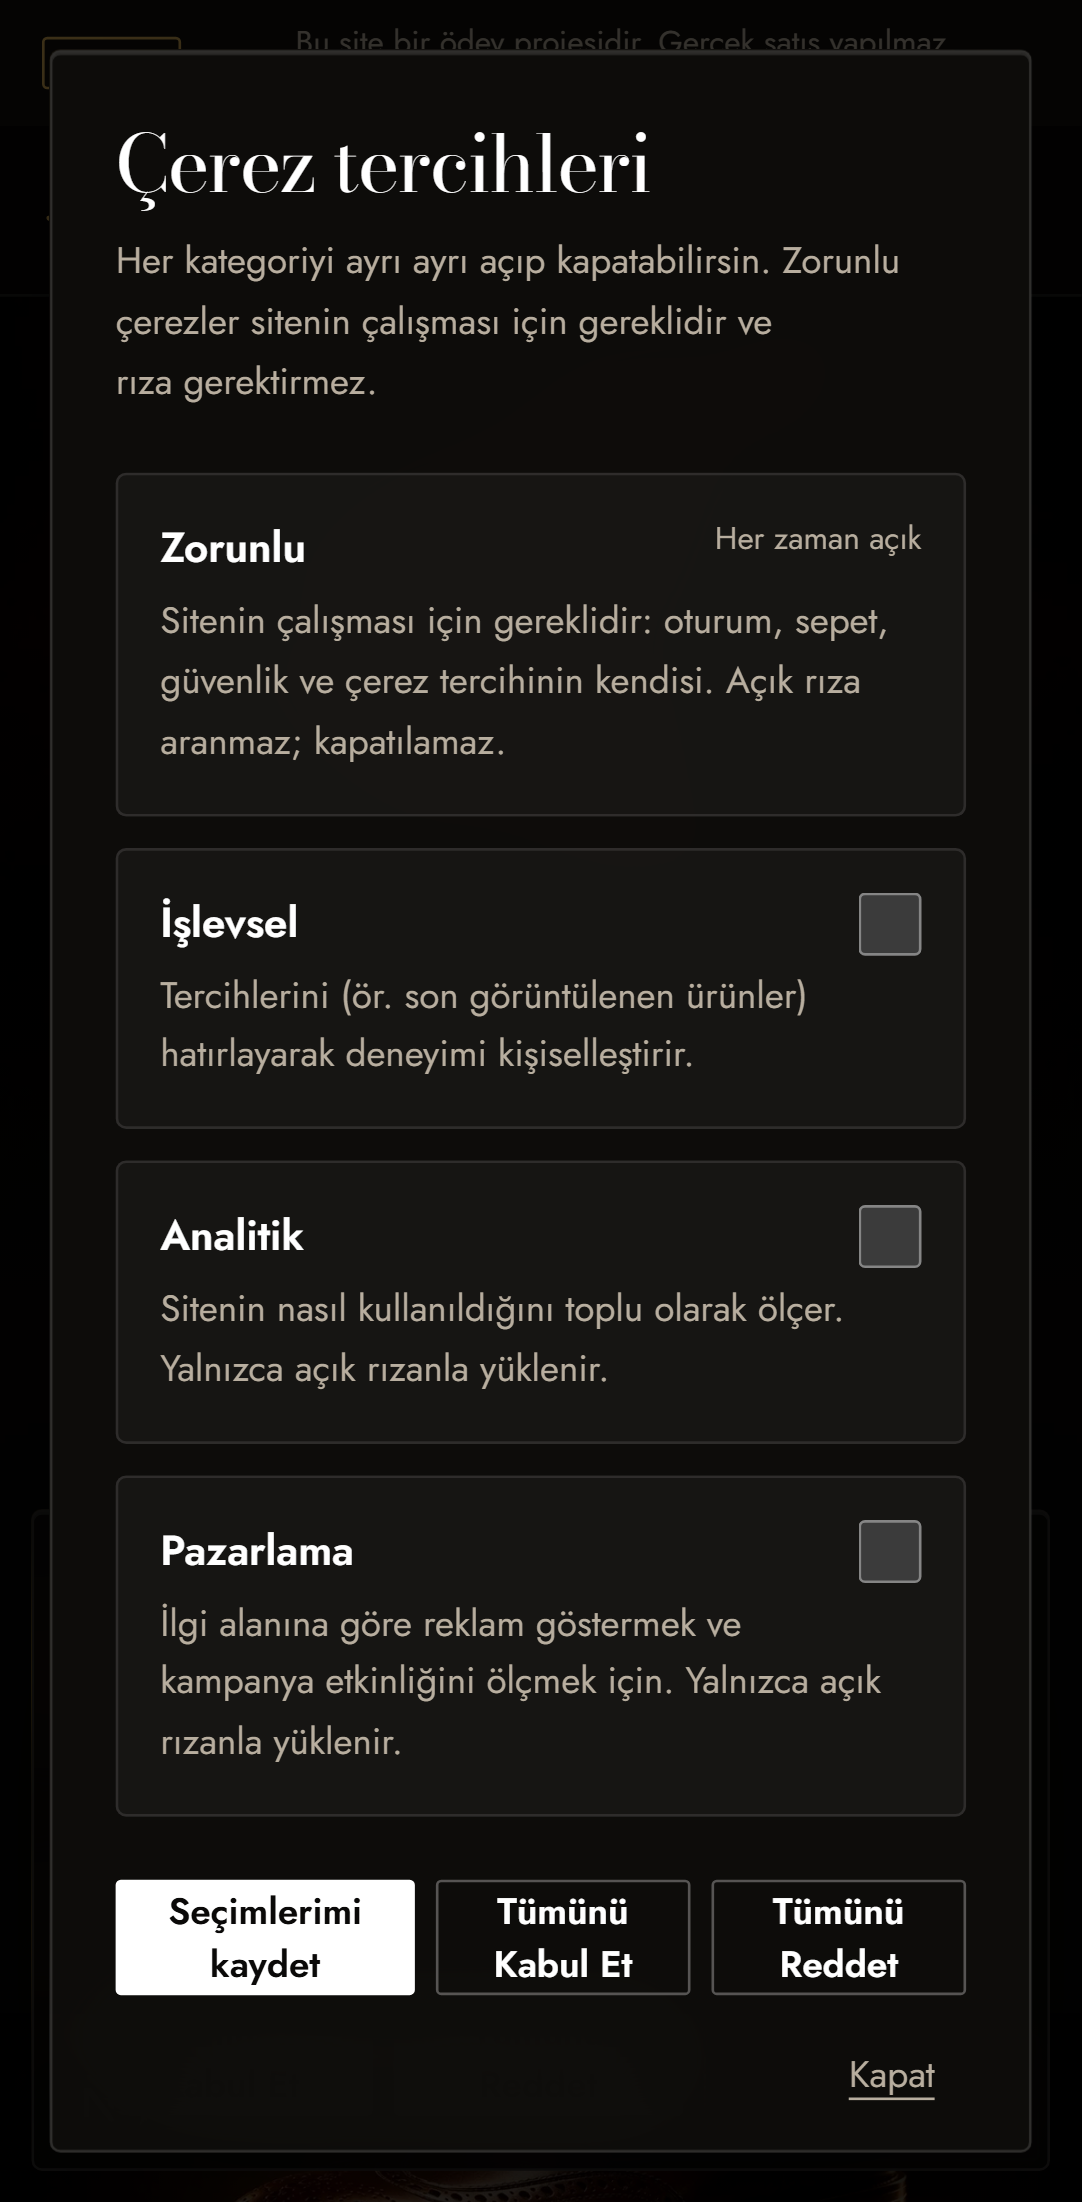 Bu site bir ödev projesidir. Gerçek satış yapılmaz
Çerez tercihleri
Her kategoriyi ayrı ayrı açıp kapatabilirsin. Zorunlu
çerezler sitenin çalışması için gereklidir ve
rıza gerektirmez.
Zorunlu
Her zaman açık
Sitenin çalışması için gereklidir: oturum, sepet,
güvenlik ve çerez tercihinin kendisi. Açık rıza
aranmaz; kapatılamaz.
İşlevsel
Tercihlerini (ör. son görüntülenen ürünler)
hatırlayarak deneyimi kişiselleştirir.
Analitik
Sitenin nasıl kullanıldığını toplu olarak ölçer.
Yalnızca açık rızanla yüklenir.
Pazarlama
İlgi alanına göre reklam göstermek ve
kampanya etkinliğini ölçmek için. Yalnızca açık
rızanla yüklenir.
Seçimlerimi
kaydet
Tümünü
Kabul Et
Tümünü
Reddet
Kapat